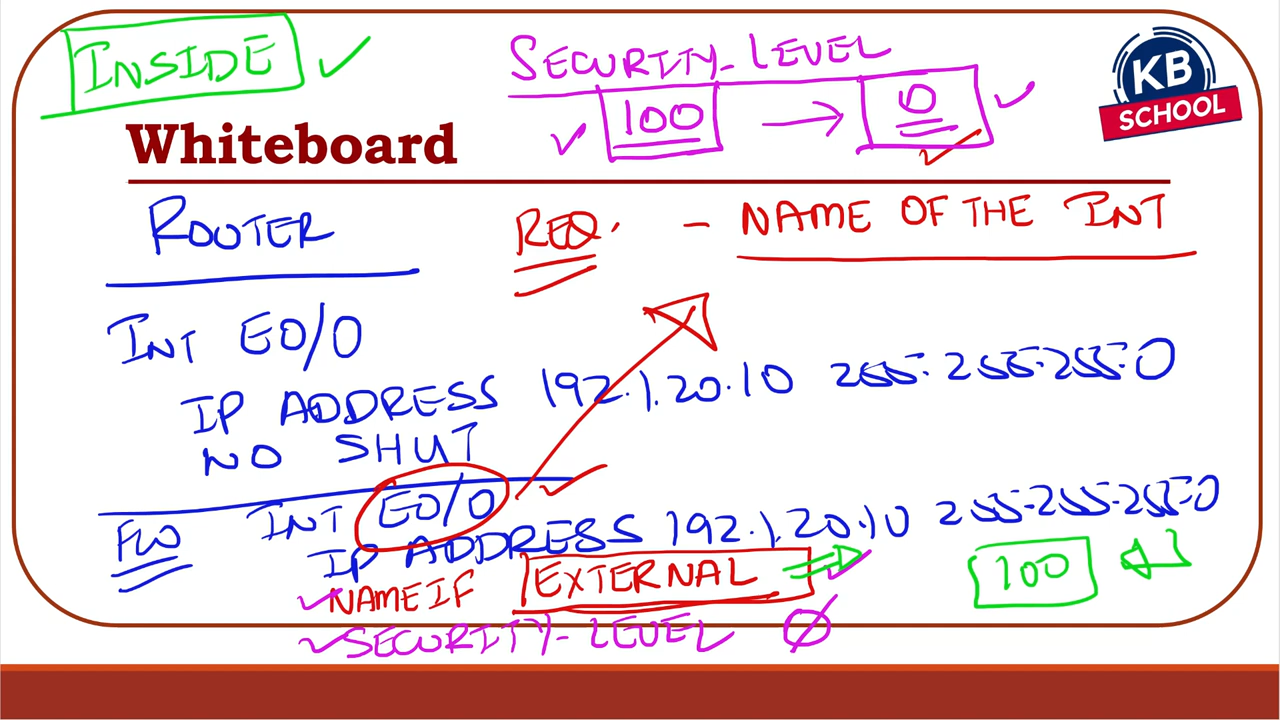 INSIDE
SECURITY-LEVEL
100 → 0
KB
SCHOOL
Whiteboard
ROUTER
REQ. - NAME OF THE INT
INT E0/0
IP ADDRESS 192.1.20.10 255.255.255.0
NO SHUT
FW INT E0/0
IP ADDRESS 192.1.20.10 255.255.255.0
NAMEIF EXTERNAL
100
SECURITY-LEVEL 0